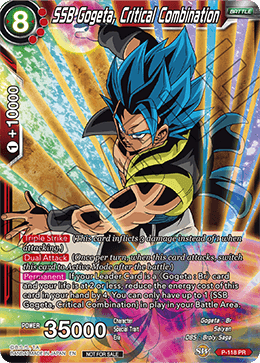 8
SSB Gogeta, Critical Combination
BATTLE
1 +10000
Triple Strike (This card inflicts 3 damage instead of 1 when
attacking.)
Dual Attack (Once per turn, when this card attacks, switch
this card to Active Mode after the battle.)
Permanent If your Leader Card is a 《Gogeta : Br》 card
and your life is at 2 or less, reduce the energy cost of this
card in your hand by 4. You can only have up to 1 {SSB
Gogeta, Critical Combination} in play in your Battle Area.
POWER 35000
Character Gogeta : Br
Special Trait Saiyan
Era DBS: Broly Saga
NOT FOR SALE
P-118 PR